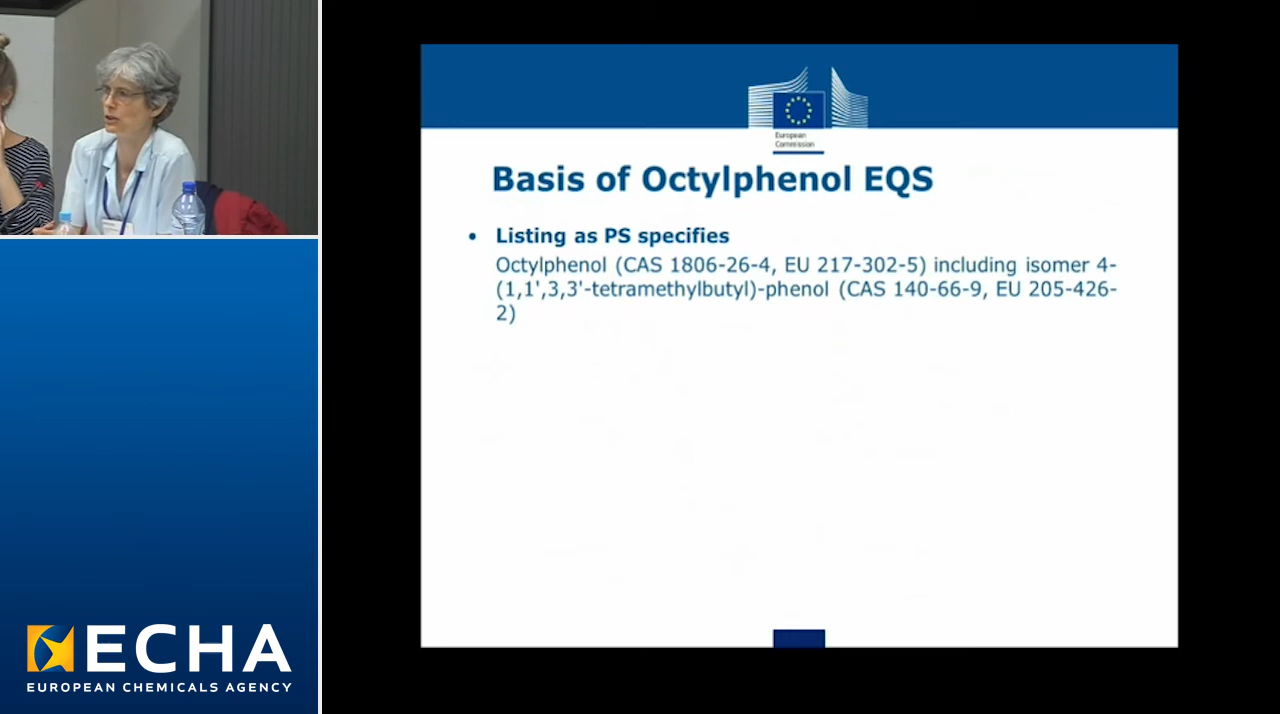 European
Commission
Basis of Octylphenol EQS
• Listing as PS specifies
Octylphenol (CAS 1806-26-4, EU 217-302-5) including isomer 4-
(1,1',3,3'-tetramethylbutyl)-phenol (CAS 140-66-9, EU 205-426-
2)
ECHA
EUROPEAN CHEMICALS AGENCY